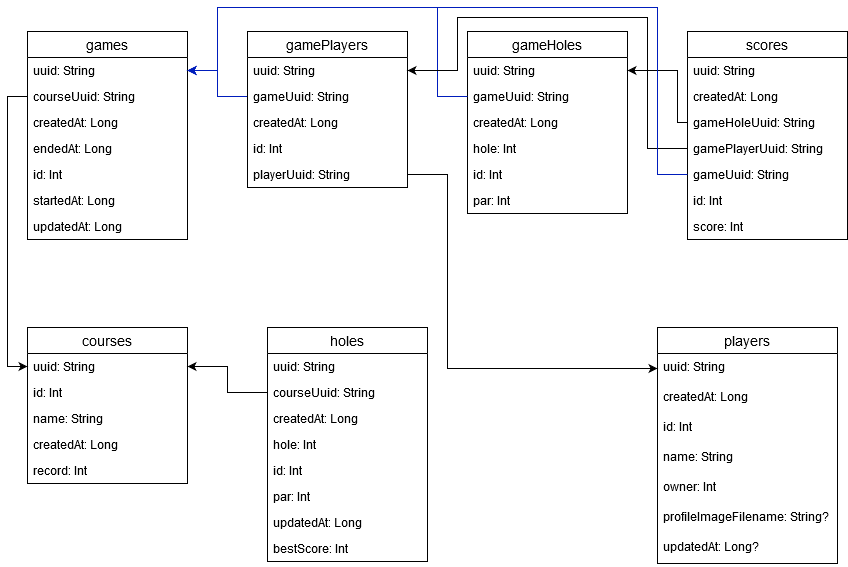 games
uuid: String
courseUuid: String
createdAt: Long
endedAt: Long
id: Int
startedAt: Long
updatedAt: Long
gamePlayers
uuid: String
gameUuid: String
createdAt: Long
id: Int
playerUuid: String
gameHoles
uuid: String
gameUuid: String
createdAt: Long
hole: Int
id: Int
par: Int
scores
uuid: String
createdAt: Long
gameHoleUuid: String
gamePlayerUuid: String
gameUuid: String
id: Int
score: Int
courses
uuid: String
id: Int
name: String
createdAt: Long
record: Int
holes
uuid: String
courseUuid: String
createdAt: Long
hole: Int
id: Int
par: Int
updatedAt: Long
bestScore: Int
players
uuid: String
createdAt: Long
id: Int
name: String
owner: Int
profileImageFilename: String?
updatedAt: Long?